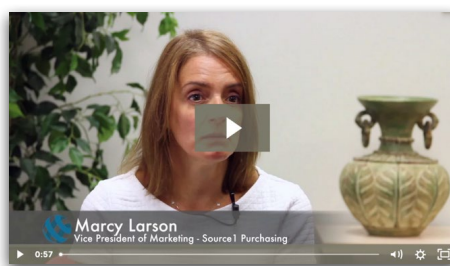 Marcy Larson
Vice President of Marketing - Source1 Purchasing
0:57